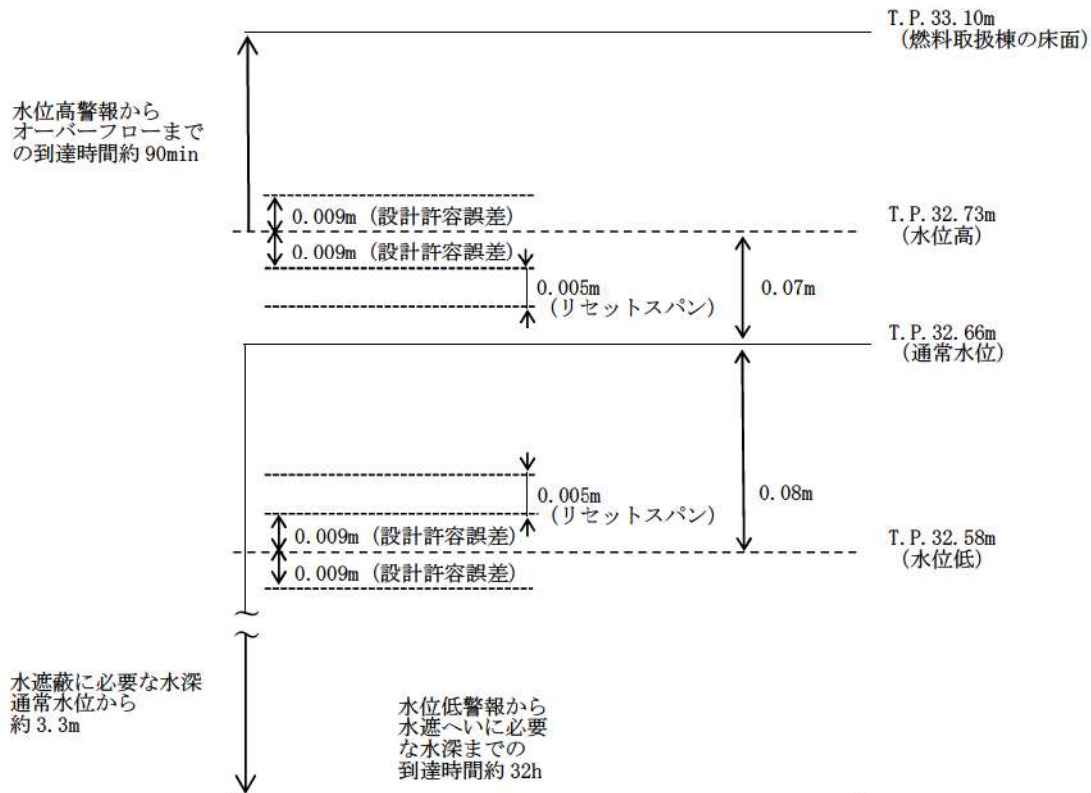 T.P.33.10m
(燃料取扱棟の床面)
水位高警報から
オーバーフローまで
の到達時間約 90min
0.009m (設計許容誤差)
T.P.32.73m
(水位高)
0.009m (設計許容誤差)
0.005m
(リセットスパン)
0.07m
T.P.32.66m
(通常水位)
0.005m
(リセットスパン)
0.08m
0.009m (設計許容誤差)
T.P.32.58m
(水位低)
0.009m (設計許容誤差)
水遮蔽に必要な水深
通常水位から
約 3.3m
水位低警報から
水遮へいに必要
な水深までの
到達時間約 32h